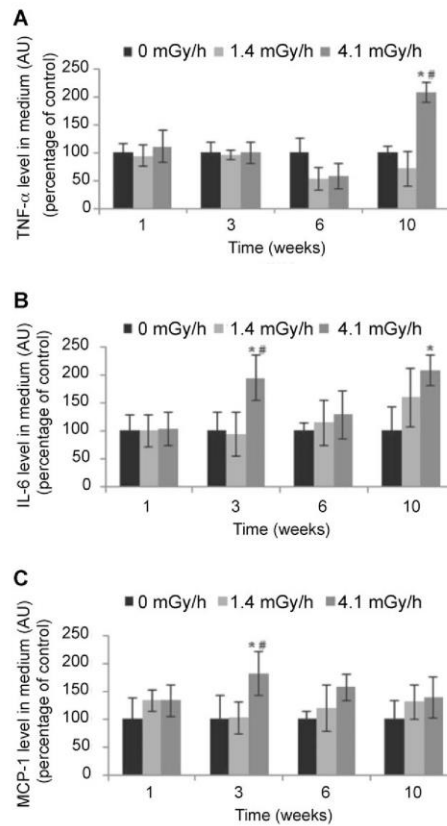 A
0 mGy/h 1.4 mGy/h 4.1 mGy/h
TNF-α level in medium (AU)
(percentage of control)
250
200
150
100
50
0
* #
1 3 6 10
Time (weeks)
B
0 mGy/h 1.4 mGy/h 4.1 mGy/h
IL-6 level in medium (AU)
(percentage of control)
250
200
150
100
50
0
* # *
1 3 6 10
Time (weeks)
C
0 mGy/h 1.4 mGy/h 4.1 mGy/h
MCP-1 level in medium (AU)
(percentage of control)
250
200
150
100
50
0
* #
1 3 6 10
Time (weeks)